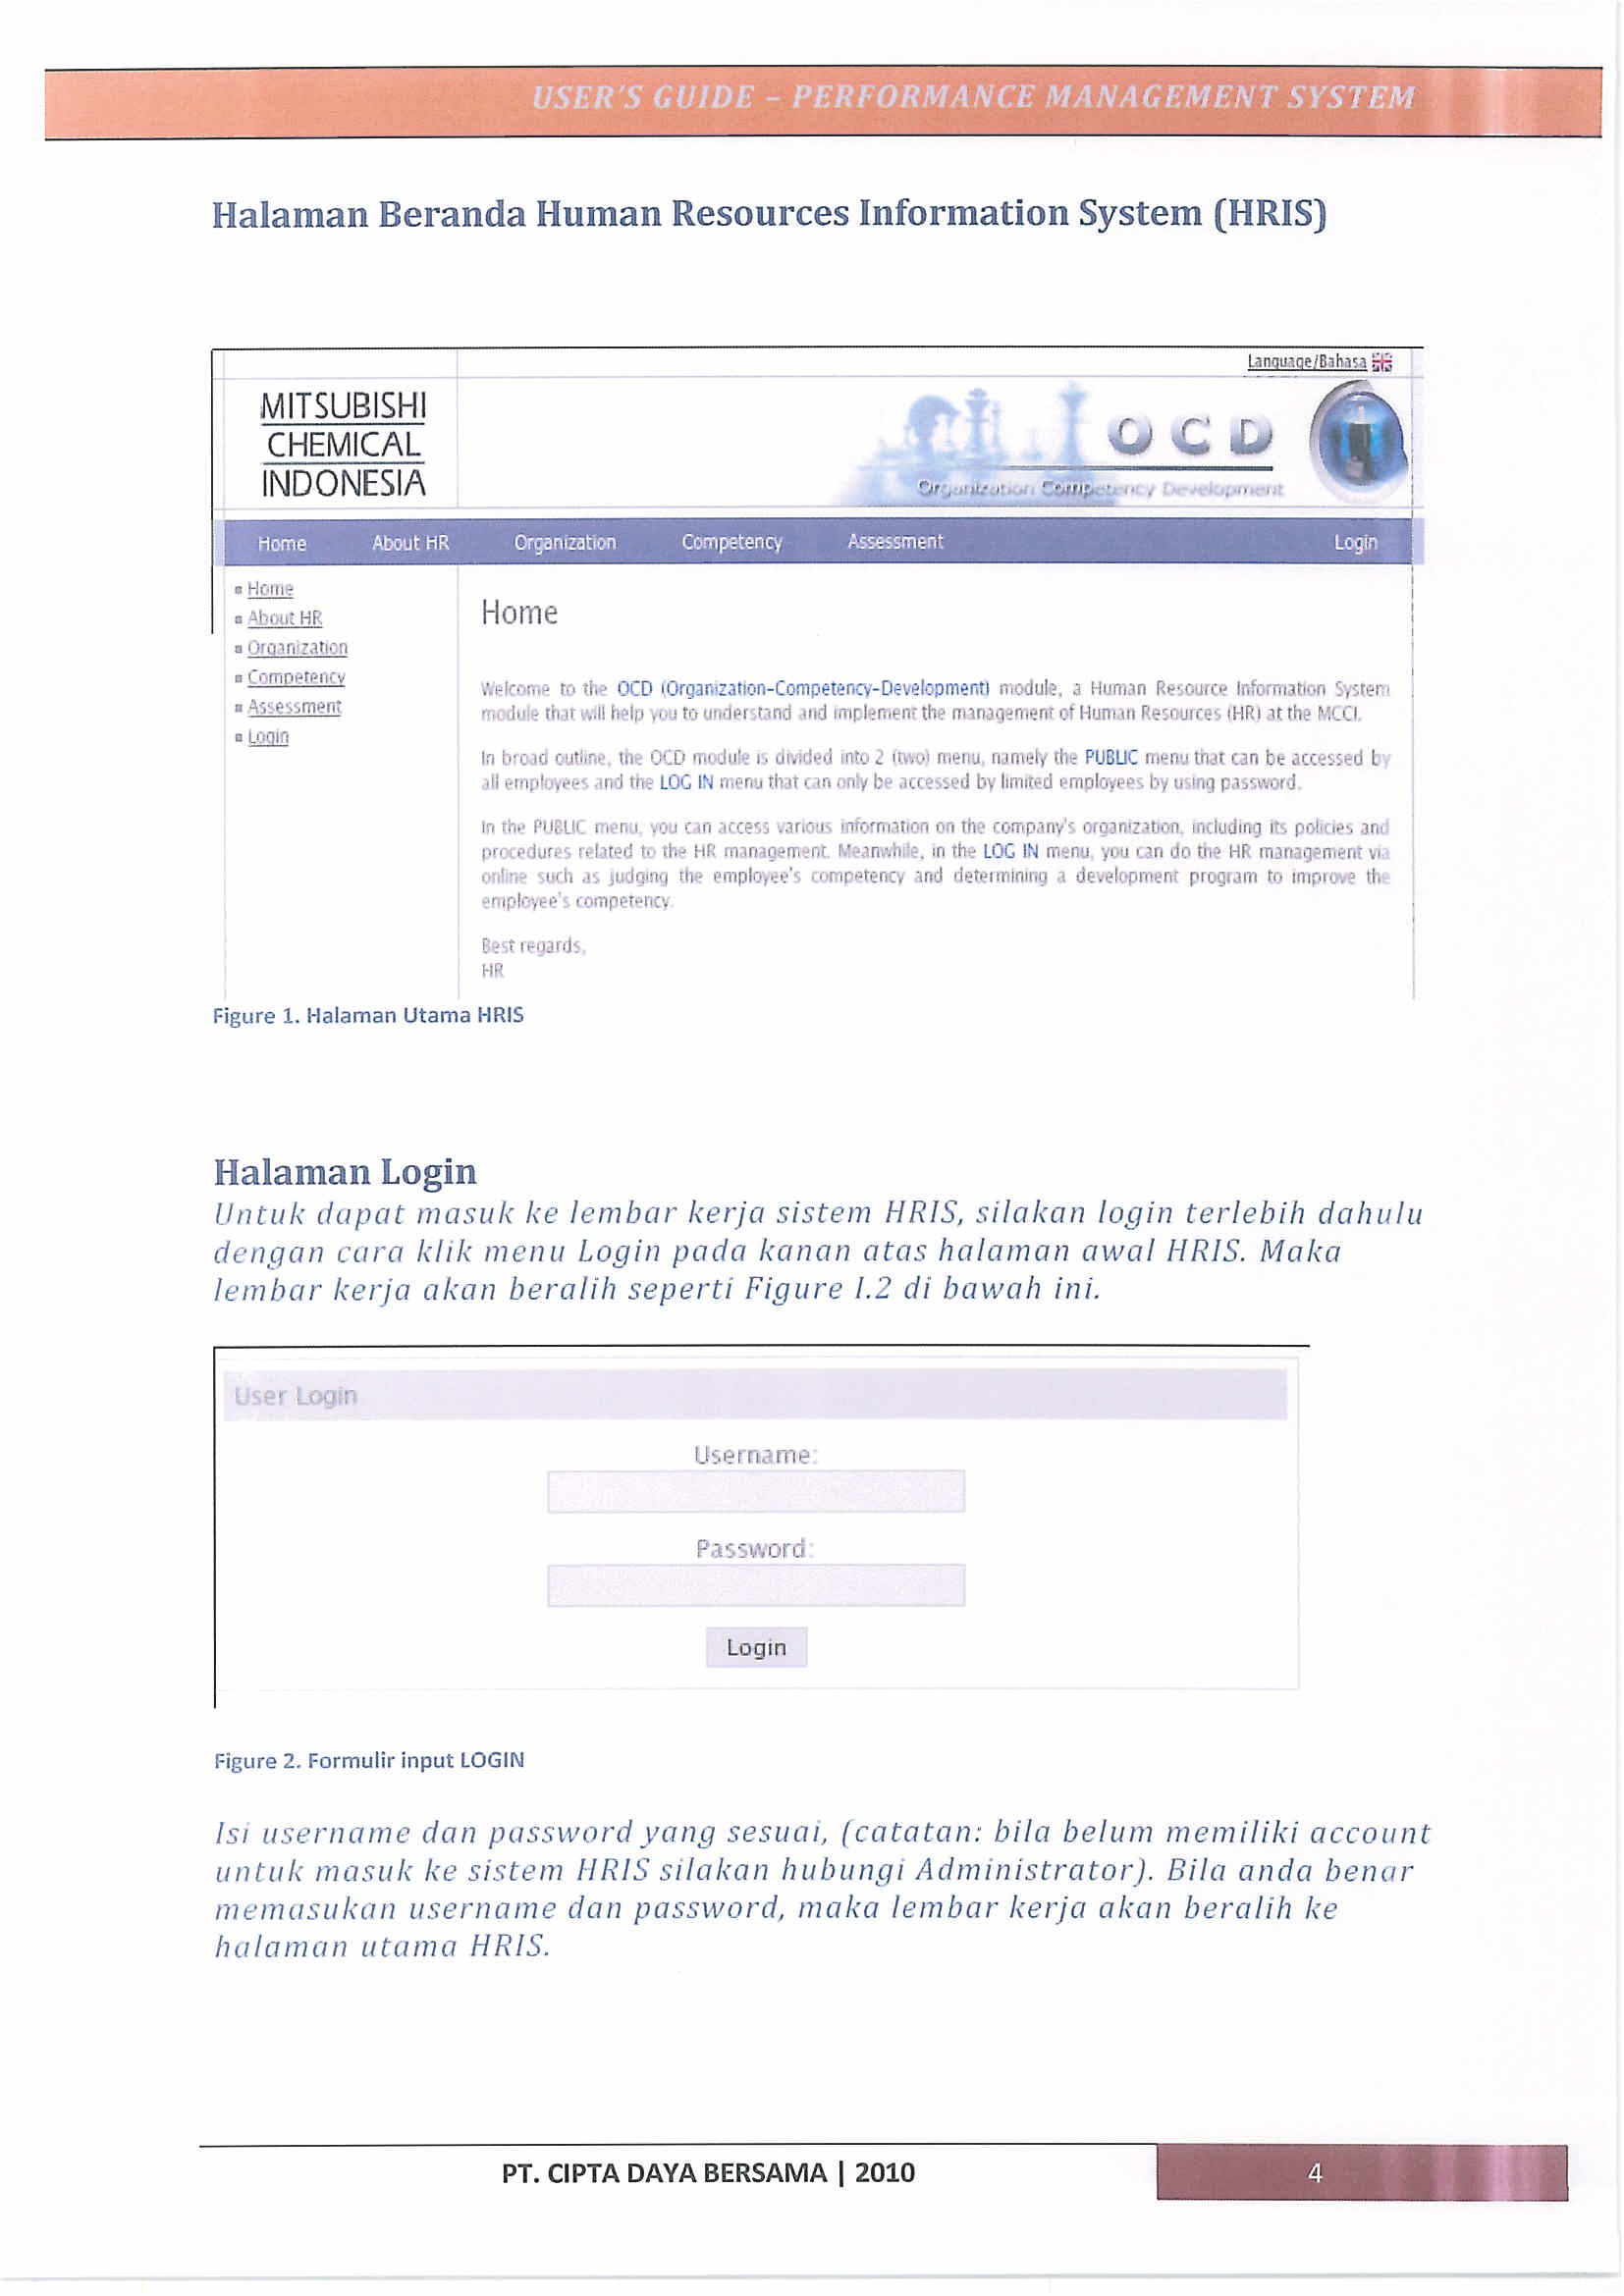 USER'S GUIDE – PERFORMANCE MANAGEMENT SYSTEM
Halaman Beranda Human Resources Information System (HRIS)
Language/Bahasa
MITSUBISHI
CHEMICAL
INDONESIA
OCD
Organization Competency Development
Home About HR Organization Competency Assessment Login
Home
About HR
Organization
Competency
Assessment
Login
Home
Welcome to the OCD (Organization-Competency-Development) module, a Human Resource Information System
module that will help you to understand and implement the management of Human Resources (HR) at the MCCI.
In broad outline, the OCD module is divided into 2 (two) menu, namely the PUBLIC menu that can be accessed by
all employees and the LOG IN menu that can only be accessed by limited employees by using password.
In the PUBLIC menu, you can access various information on the company's organization, including its policies and
procedures related to the HR management. Meanwhile, in the LOG IN menu, you can do the HR management via
online such as judging the employee's competency and determining a development program to improve the
employee's competency.
Best regards,
HR
Figure 1. Halaman Utama HRIS
Halaman Login
Untuk dapat masuk ke lembar kerja sistem HRIS, silakan login terlebih dahulu
dengan cara klik menu Login pada kanan atas halaman awal HRIS. Maka
lembar kerja akan beralih seperti Figure I.2 di bawah ini.
User Login
Username:
Password:
Login
Figure 2. Formulir input LOGIN
Isi username dan password yang sesuai, (catatan: bila belum memiliki account
untuk masuk ke sistem HRIS silakan hubungi Administrator). Bila anda benar
memasukan username dan password, maka lembar kerja akan beralih ke
halaman utama HRIS.
PT. CIPTA DAYA BERSAMA | 2010
4